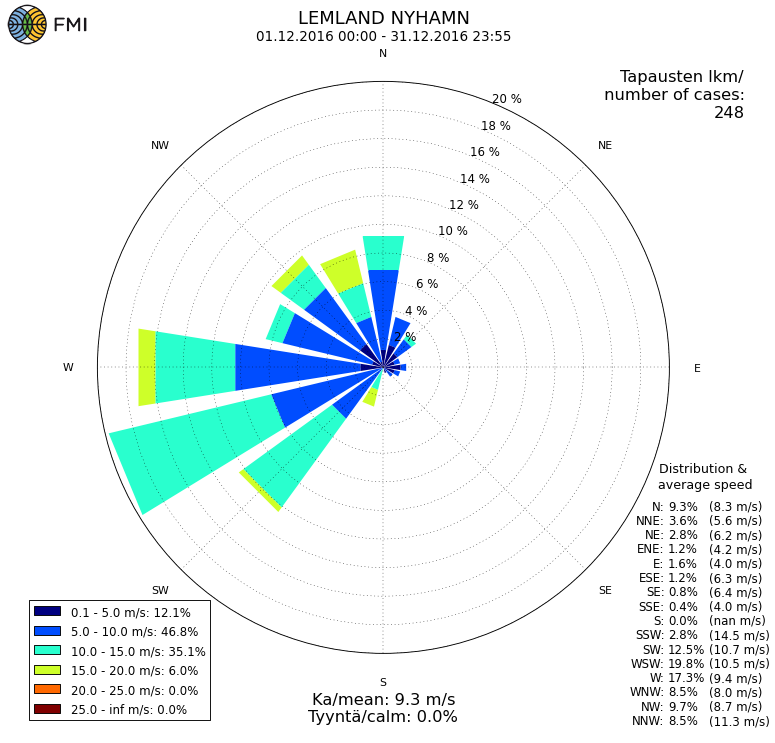 FMI
LEMLAND NYHAMN
01.12.2016 00:00 - 31.12.2016 23:55
N
Tapausten lkm/
number of cases:
248
20 %
18 %
16 %
14 %
12 %
10 %
8 %
6 %
4 %
2 %
NW
NE
W
E
SW
SE
S
Distribution &
average speed
N: 9.3% (8.3 m/s)
NNE: 3.6% (5.6 m/s)
NE: 2.8% (6.2 m/s)
ENE: 1.2% (4.2 m/s)
E: 1.6% (4.0 m/s)
ESE: 1.2% (6.3 m/s)
SE: 0.8% (6.4 m/s)
SSE: 0.4% (4.0 m/s)
S: 0.0% (nan m/s)
SSW: 2.8% (14.5 m/s)
SW: 12.5% (10.7 m/s)
WSW: 19.8% (10.5 m/s)
W: 17.3% (9.4 m/s)
WNW: 8.5% (8.0 m/s)
NW: 9.7% (8.7 m/s)
NNW: 8.5% (11.3 m/s)
0.1 - 5.0 m/s: 12.1%
5.0 - 10.0 m/s: 46.8%
10.0 - 15.0 m/s: 35.1%
15.0 - 20.0 m/s: 6.0%
20.0 - 25.0 m/s: 0.0%
25.0 - inf m/s: 0.0%
Ka/mean: 9.3 m/s
Tyyntä/calm: 0.0%